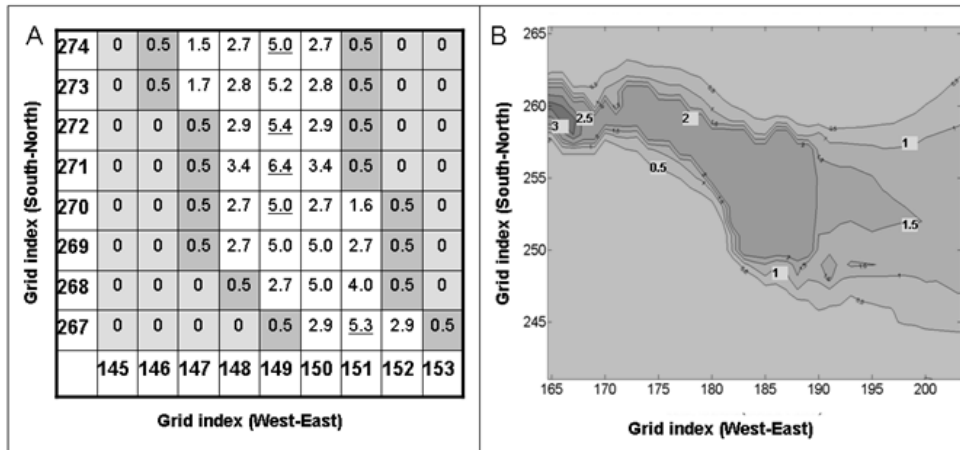 A
274 0 0.5 1.5 2.7 5.0 2.7 0.5 0 0
273 0 0.5 1.7 2.8 5.2 2.8 0.5 0 0
272 0 0 0.5 2.9 5.4 2.9 0.5 0 0
271 0 0 0.5 3.4 6.4 3.4 0.5 0 0
270 0 0 0.5 2.7 5.0 2.7 1.6 0.5 0
269 0 0 0.5 2.7 5.0 5.0 2.7 0.5 0
268 0 0 0 0.5 2.7 5.0 4.0 0.5 0
267 0 0 0 0 0.5 2.9 5.3 2.9 0.5
145 146 147 148 149 150 151 152 153
Grid index (South-North)
Grid index (West-East)
B
265
260
255
250
245
3
2.5
2
1
0.5
1.5
1
165 170 175 180 185 190 195 200
Grid index (South-North)
Grid index (West-East)